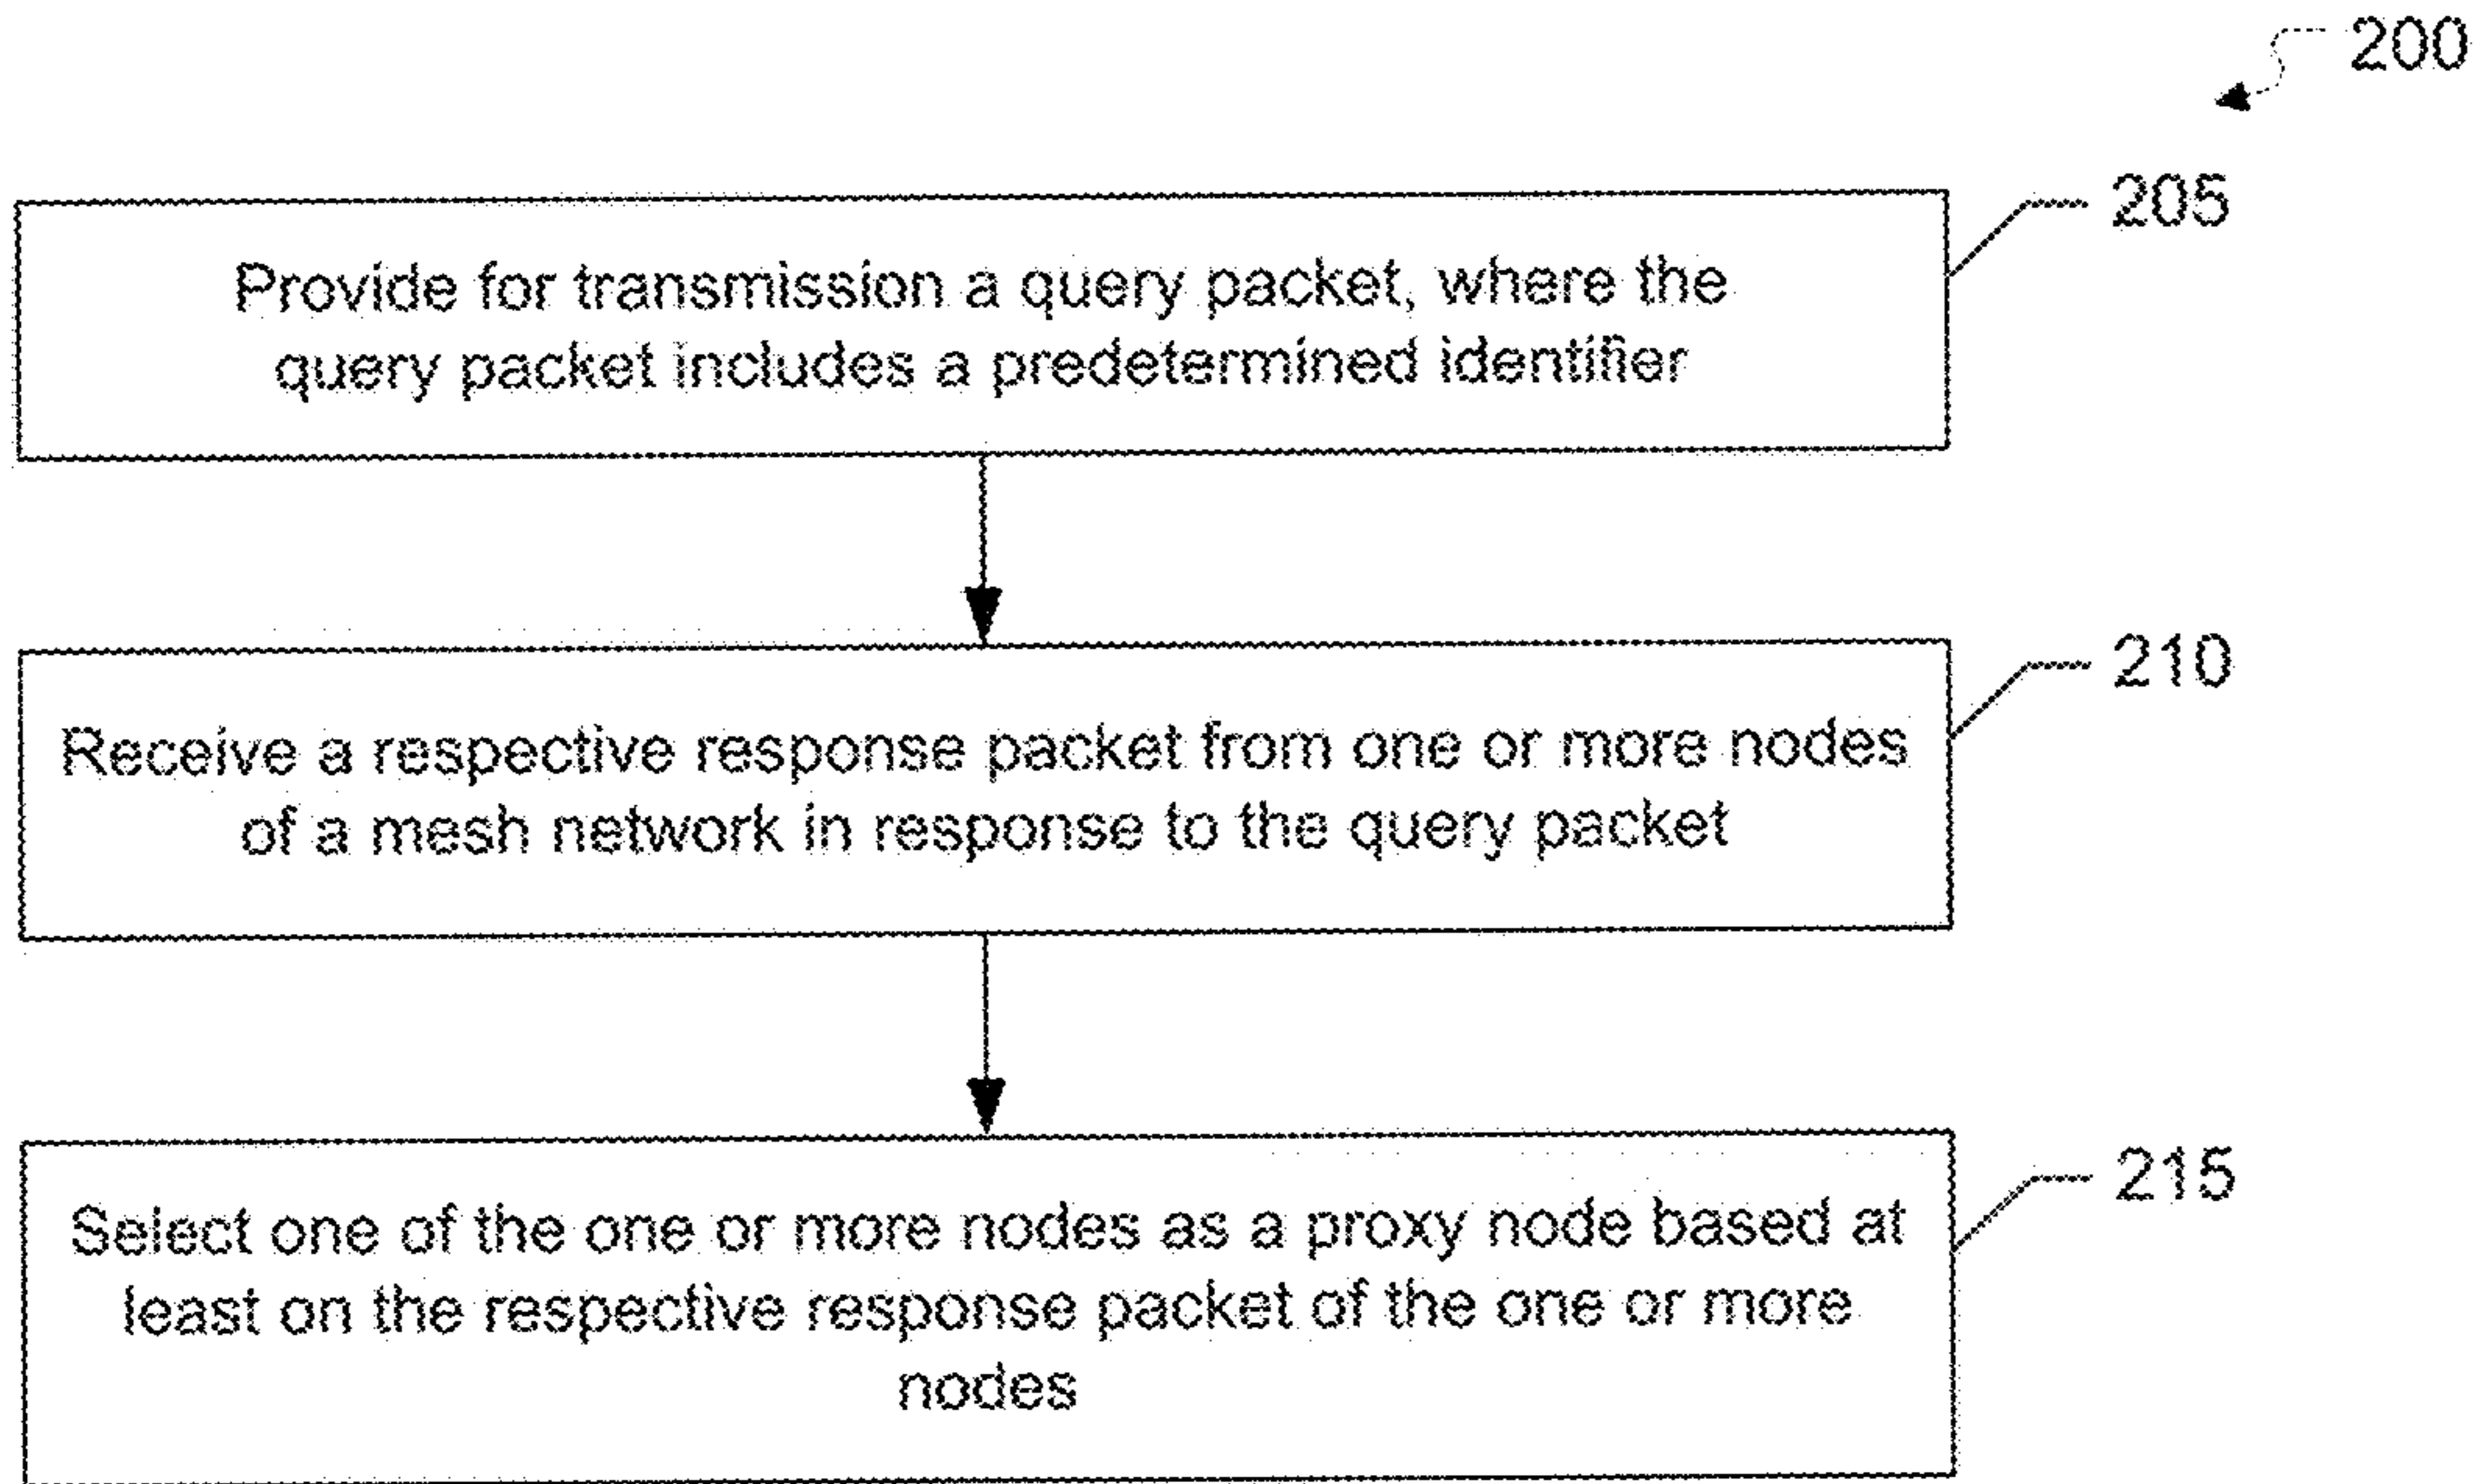 200
205
Provide for transmission a query packet, where the
query packet includes a predetermined identifier
210
Receive a respective response packet from one or more nodes
of a mesh network in response to the query packet
215
Select one of the one or more nodes as a proxy node based at
least on the respective response packet of the one or more
nodes